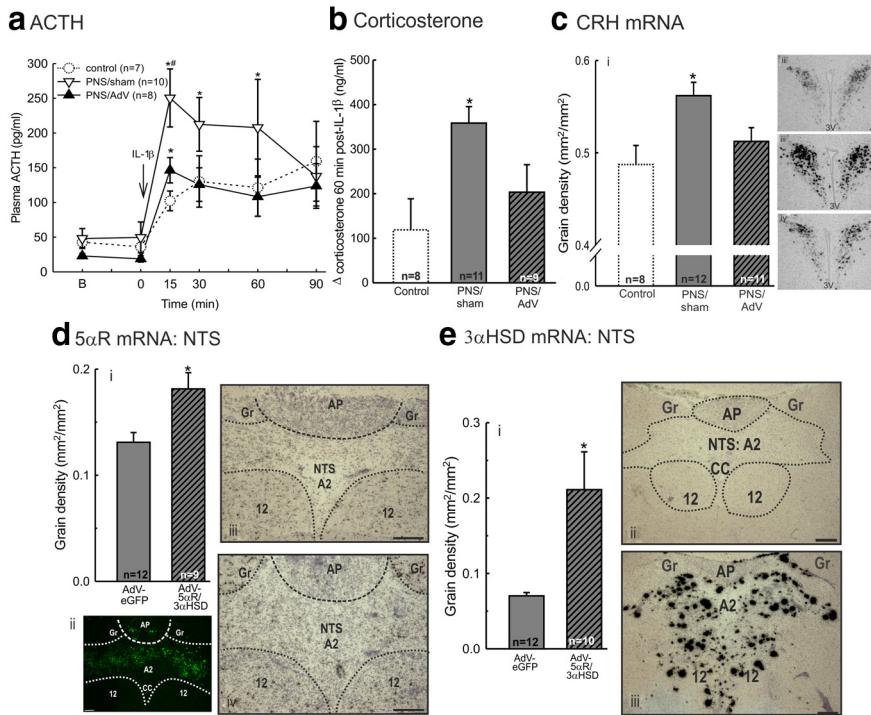 a ACTH
control (n=7)
PNS/sham (n=10)
PNS/AdV (n=8)
300
250
200
150
100
50
0
Plasma ACTH (pg/ml)
IL-1β
*#
*
*
*
B
0
15
30
60
90
Time (min)
b Corticosterone
500
400
300
200
100
0
Δ corticosterone 60 min post-IL-1β (ng/ml)
*
n=8
n=11
n=9
Control
PNS/
sham
PNS/
AdV
c CRH mRNA
i
0.6
0.5
0.4
0.0
Grain density (mm²/mm²)
*
n=8
n=12
n=11
Control
PNS/
sham
PNS/AdV
3V
3V
iv
3V
d 5αR mRNA: NTS
i
0.2
0.1
0.0
Grain density (mm²/mm²)
*
n=12
n=9
AdV-
eGFP
AdV-
5αR/
3αHSD
ii
AP
Gr
Gr
A2
12
CC
12
AP
Gr
Gr
NTS
A2
12
12
iii
AP
Gr
Gr
NTS
A2
12
12
iv
e 3αHSD mRNA: NTS
i
0.3
0.2
0.1
0.0
Grain density (mm²/mm²)
*
n=12
n=10
AdV-
eGFP
AdV-
5αR/
3αHSD
Gr
AP
Gr
NTS: A2
CC
12
12
ii
Gr
AP
Gr
A2
12
12
iii